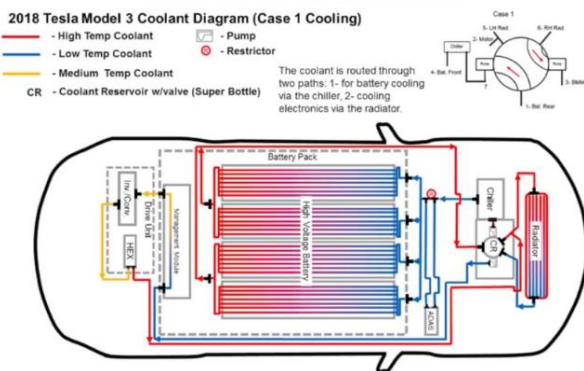 2018 Tesla Model 3 Coolant Diagram (Case 1 Cooling)
- High Temp Coolant
- Low Temp Coolant
- Medium Temp Coolant
CR - Coolant Reservoir w/valve (Super Bottle)
- Pump
- Restrictor
The coolant is routed through
two paths: 1- for battery cooling
via the chiller, 2- cooling
electronics via the radiator.
Case 1
5- LH Rad.
6- RH Rad.
2- Motor
Chiller
Pump
Pump
4- Bat. Front
3- BMM
7
1- Bat. Rear
Battery Pack
Inv./Conv.
Drive Unit
HEX
Management Module
High Voltage Battery
ADAS
Chiller
CR
Radiator